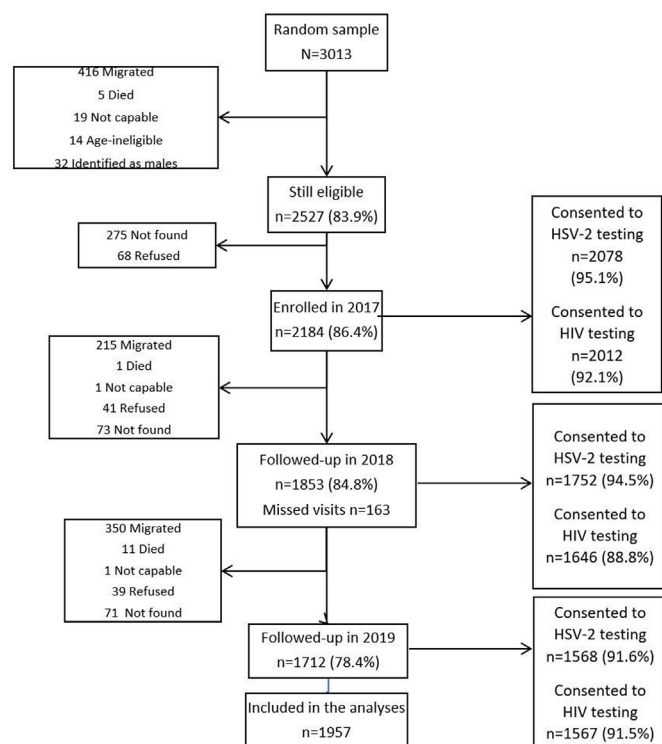 Random sample
N=3013
416 Migrated
5 Died
19 Not capable
14 Age-ineligible
32 Identified as males
Still eligible
n=2527 (83.9%)
275 Not found
68 Refused
Enrolled in 2017
n=2184 (86.4%)
Consented to
HSV-2 testing
n=2078
(95.1%)
Consented to
HIV testing
n=2012
(92.1%)
215 Migrated
1 Died
1 Not capable
41 Refused
73 Not found
Followed-up in 2018
n=1853 (84.8%)
Missed visits n=163
Consented to
HSV-2 testing
n=1752 (94.5%)
Consented to
HIV testing
n=1646 (88.8%)
350 Migrated
11 Died
1 Not capable
39 Refused
71 Not found
Followed-up in 2019
n=1712 (78.4%)
Consented to
HSV-2 testing
n=1568 (91.6%)
Consented to
HIV testing
n=1567 (91.5%)
Included in the analyses
n=1957